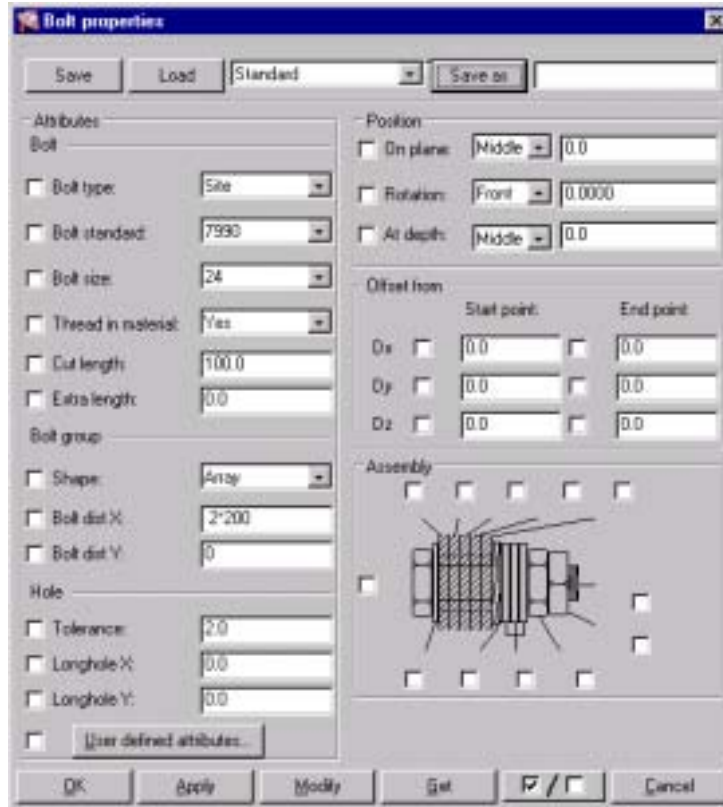 Bolt properties
Save Load Standard Save as
Attributes
Bolt
Bolt type: Site
Bolt standard: 7990
Bolt size: 24
Thread in material: Yes
Cut length: 100.0
Extra length: 0.0
Bolt group
Shape: Array
Bolt dist X: 2*200
Bolt dist Y: 0
Hole
Tolerance: 2.0
Longhole X: 0.0
Longhole Y: 0.0
User defined attributes...
Position
On plane: Middle 0.0
Rotation: Front 0.0000
At depth: Middle 0.0
Offset from
Start point: End point:
Dx 0.0 0.0
Dy 0.0 0.0
Dz 0.0 0.0
Assembly
OK Apply Modify Get / Cancel